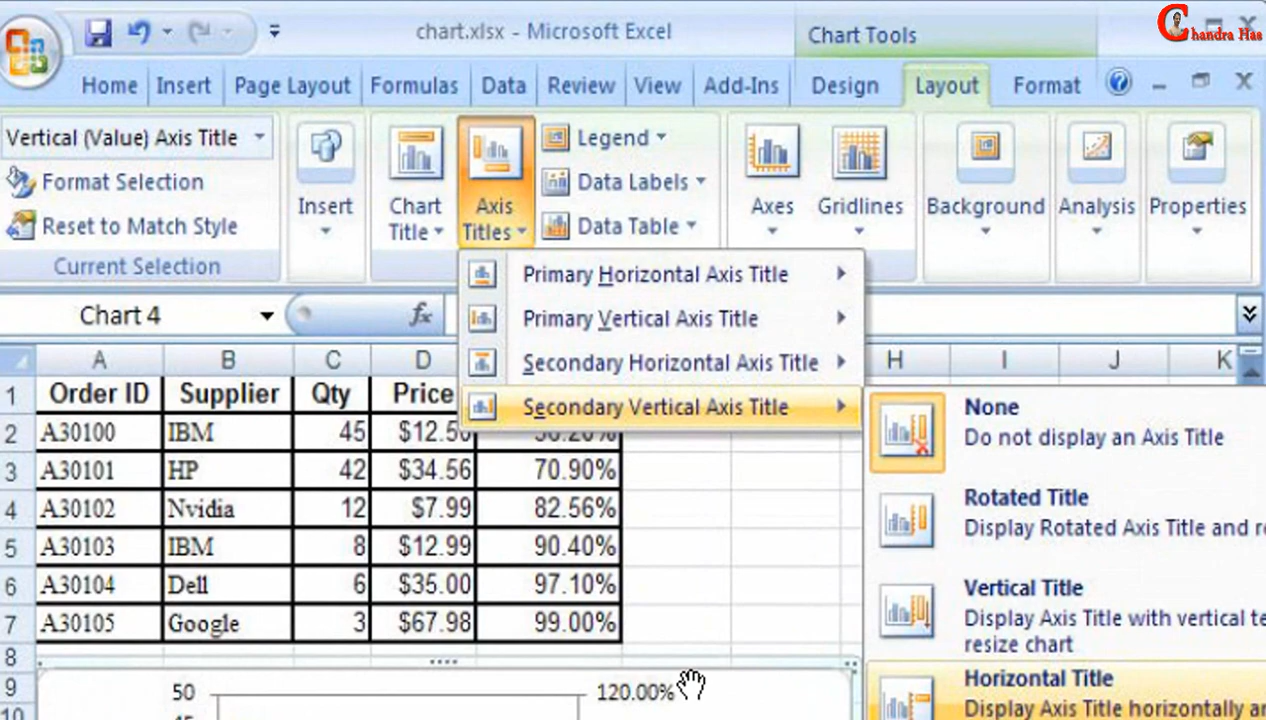 chart.xlsx - Microsoft Excel
Chart Tools
Chandra Has
Home Insert Page Layout Formulas Data Review View Add-Ins Design Layout Format
Vertical (Value) Axis Title
Format Selection
Reset to Match Style
Current Selection
Insert
Chart Title
Axis Titles
Legend
Data Labels
Data Table
Axes
Gridlines
Background
Analysis
Properties
Primary Horizontal Axis Title
Primary Vertical Axis Title
Secondary Horizontal Axis Title
Secondary Vertical Axis Title
None
Do not display an Axis Title
Rotated Title
Display Rotated Axis Title and
Vertical Title
Display Axis Title with vertical
resize chart
Horizontal Title
Display Axis Title horizontally
Chart 4
fx
A B C D H I J K
1 Order ID Supplier Qty Price
2 A30100 IBM 45 $12.50
3 A30101 HP 42 $34.56 70.90%
4 A30102 Nvidia 12 $7.99 82.56%
5 A30103 IBM 8 $12.99 90.40%
6 A30104 Dell 6 $35.00 97.10%
7 A30105 Google 3 $67.98 99.00%
8
9
10
50 120.00%
45